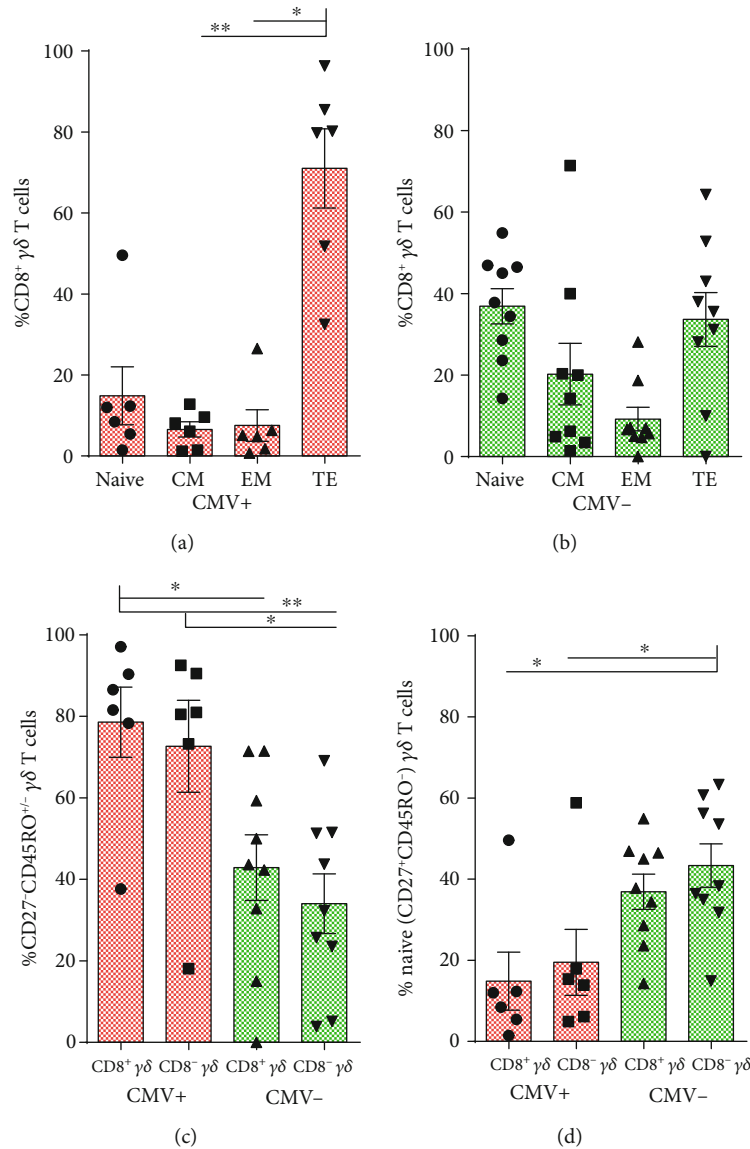 ** *
100
80
60
40
20
0
%CD8⁺ γδ T cells
Naive CM EM TE
CMV+
(a)
100
80
60
40
20
0
%CD8⁺ γδ T cells
Naive CM EM TE
CMV−
(b)
*
**
*
100
80
60
40
20
0
%CD27⁻CD45RO⁺/⁻ γδ T cells
CD8⁺ γδ CD8⁻ γδ CD8⁺ γδ CD8⁻ γδ
CMV+ CMV−
(c)
* *
100
80
60
40
20
0
% naive (CD27⁺CD45RO⁻) γδ T cells
CD8⁺ γδ CD8⁻ γδ CD8⁺ γδ CD8⁻ γδ
CMV+ CMV−
(d)